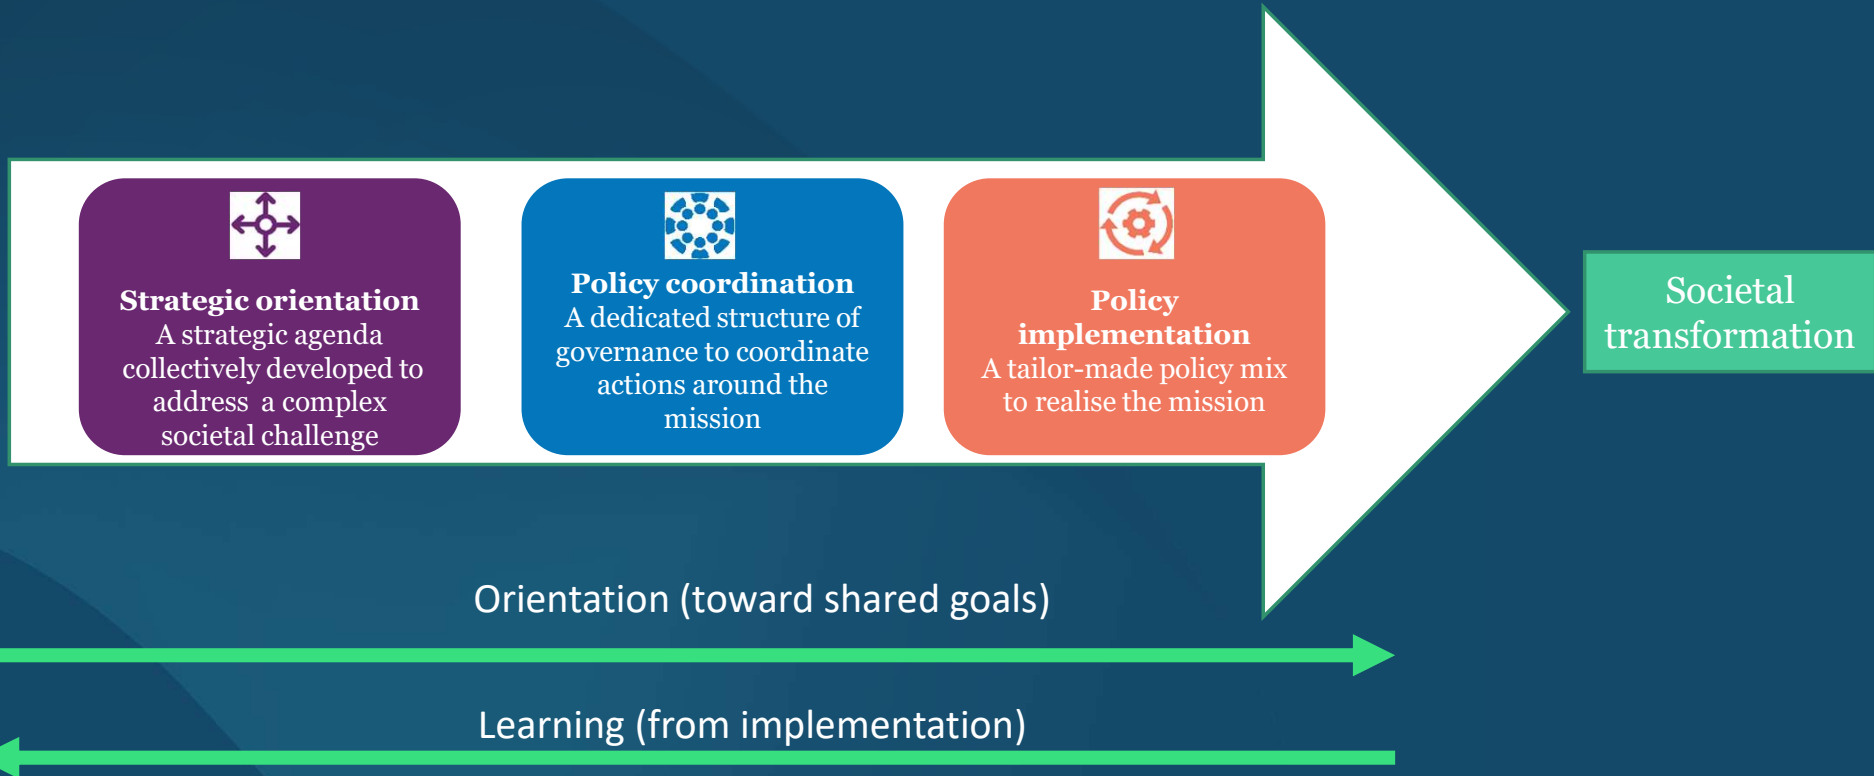 Strategic orientation
A strategic agenda
collectively developed to
address  a complex
societal challenge
Policy coordination
A dedicated structure of
governance to coordinate
actions around the
mission
Policy
implementation
A tailor-made policy mix
to realise the mission
Societal
transformation
Orientation (toward shared goals)
Learning (from implementation)